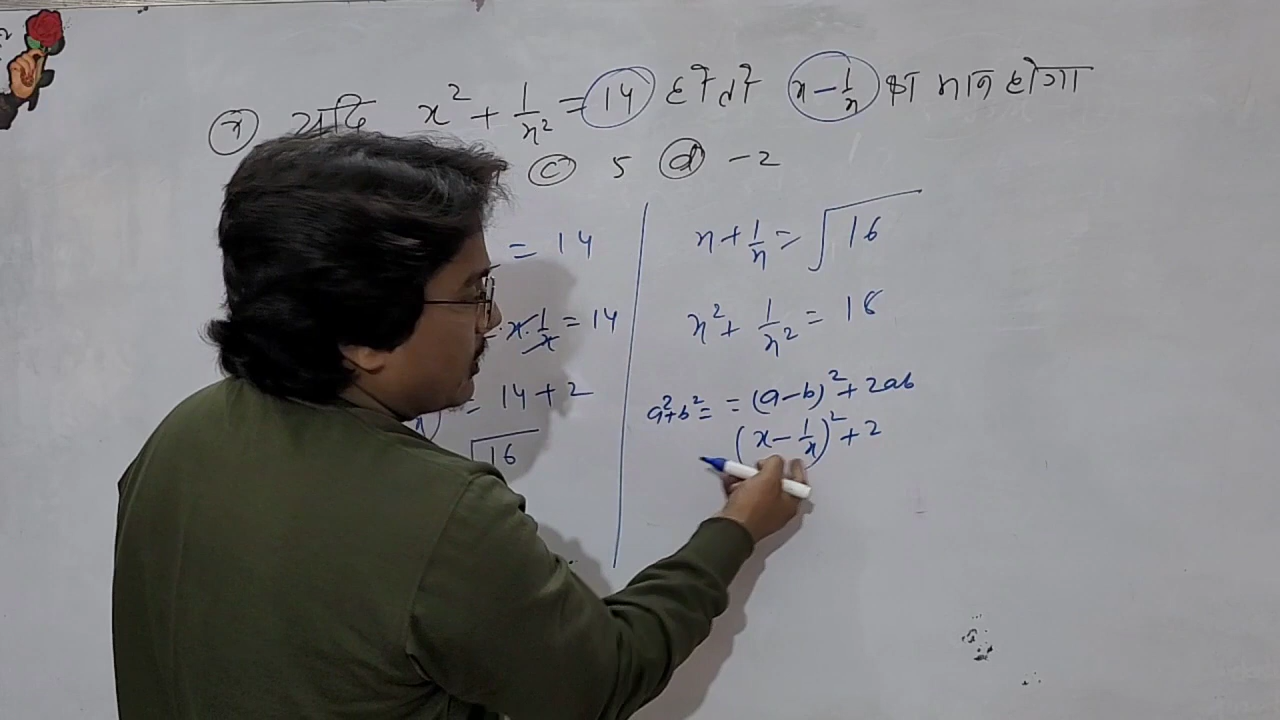 यदि x² + 1/x² = 14 हो तो x - 1/x का मान होगा
(c) 5 (d) -2
= 14
x · 1/x = 14
= 14 + 2
√16
x + 1/x = √16
x² + 1/x² = 18
a² + b² = = (a-b)² + 2ab
(x - 1/x)² + 2